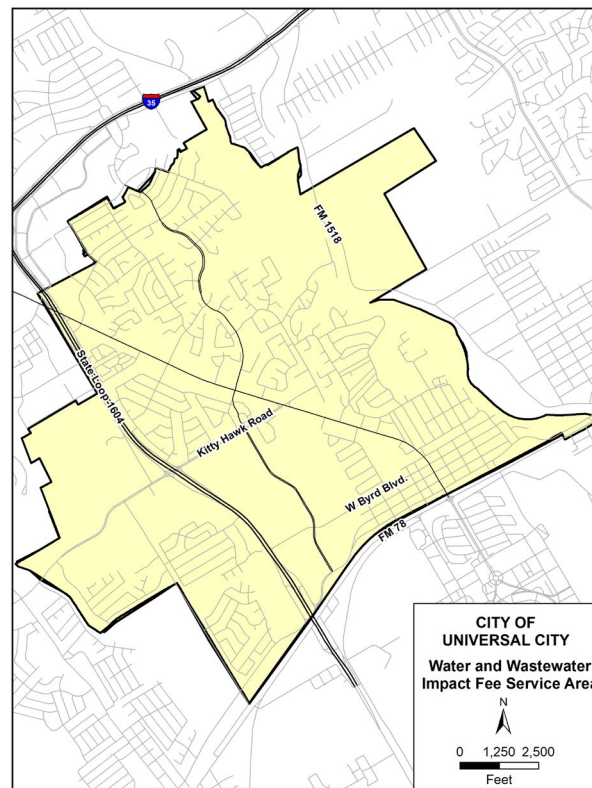 35
FM 1518
State Loop 1604
Kitty Hawk Road
W Byrd Blvd.
FM 78
CITY OF
UNIVERSAL CITY
Water and Wastewater
Impact Fee Service Area
N
0 1,250 2,500
Feet